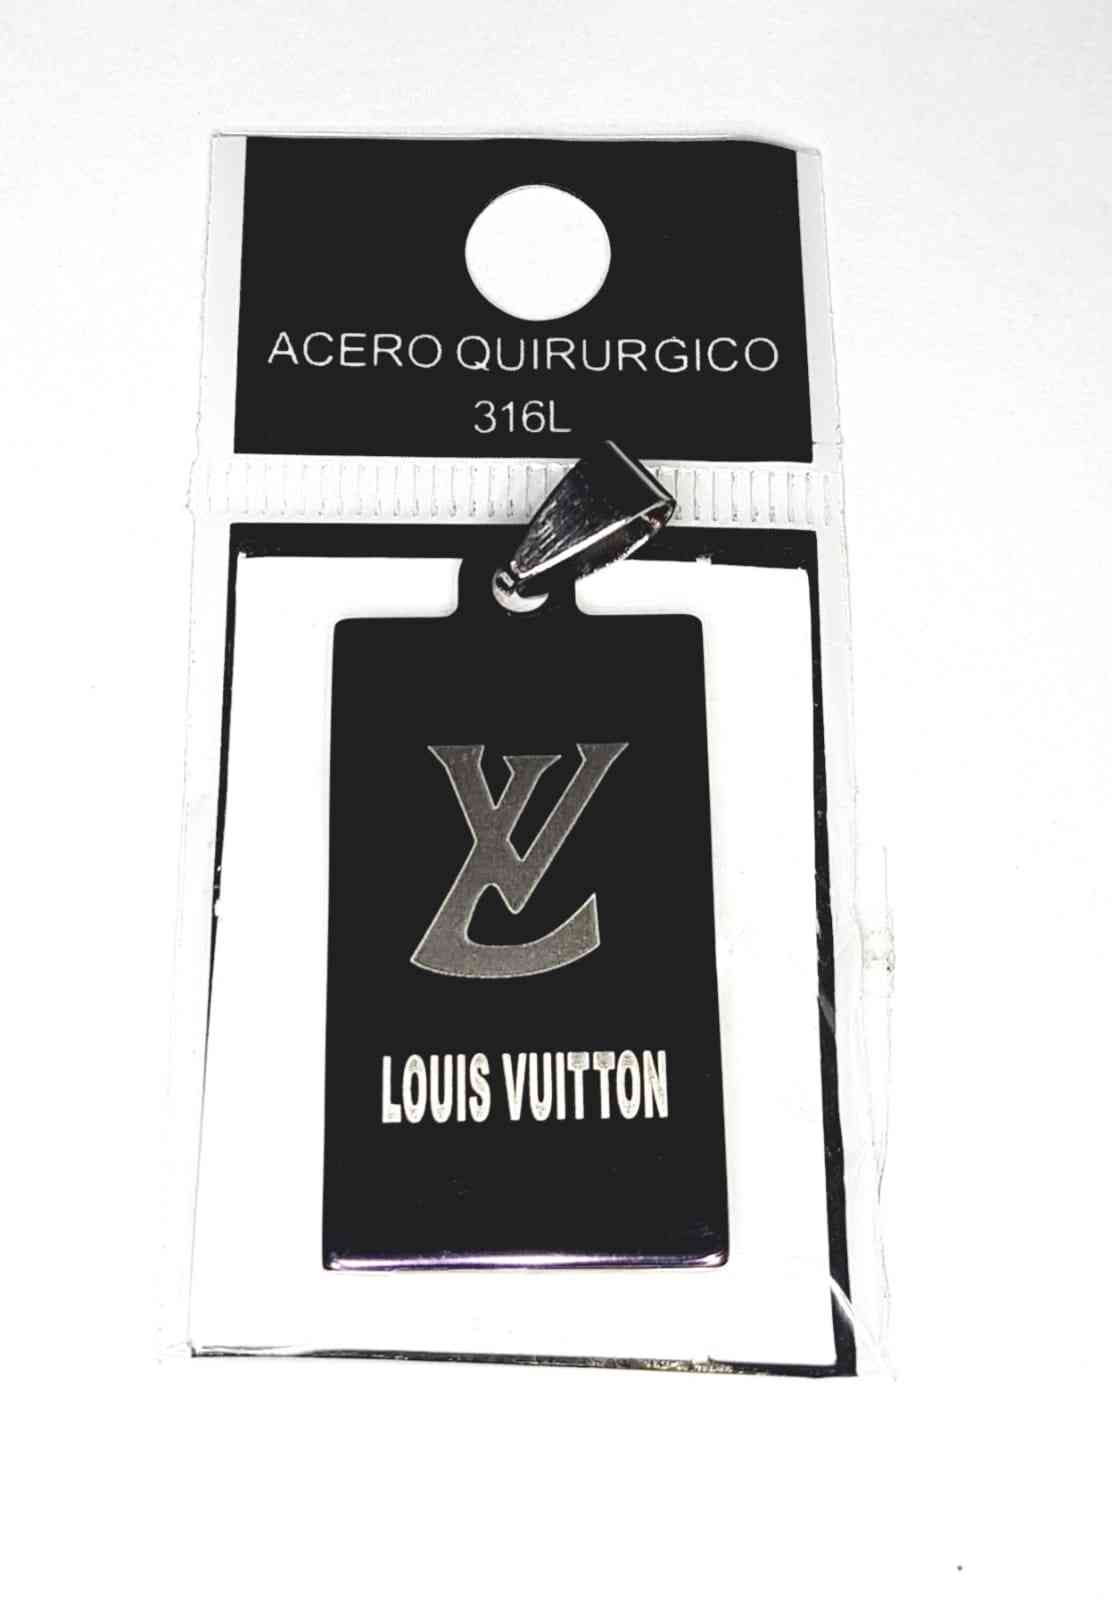 ACERO QUIRURGICO
316L
LV
LOUIS VUITTON